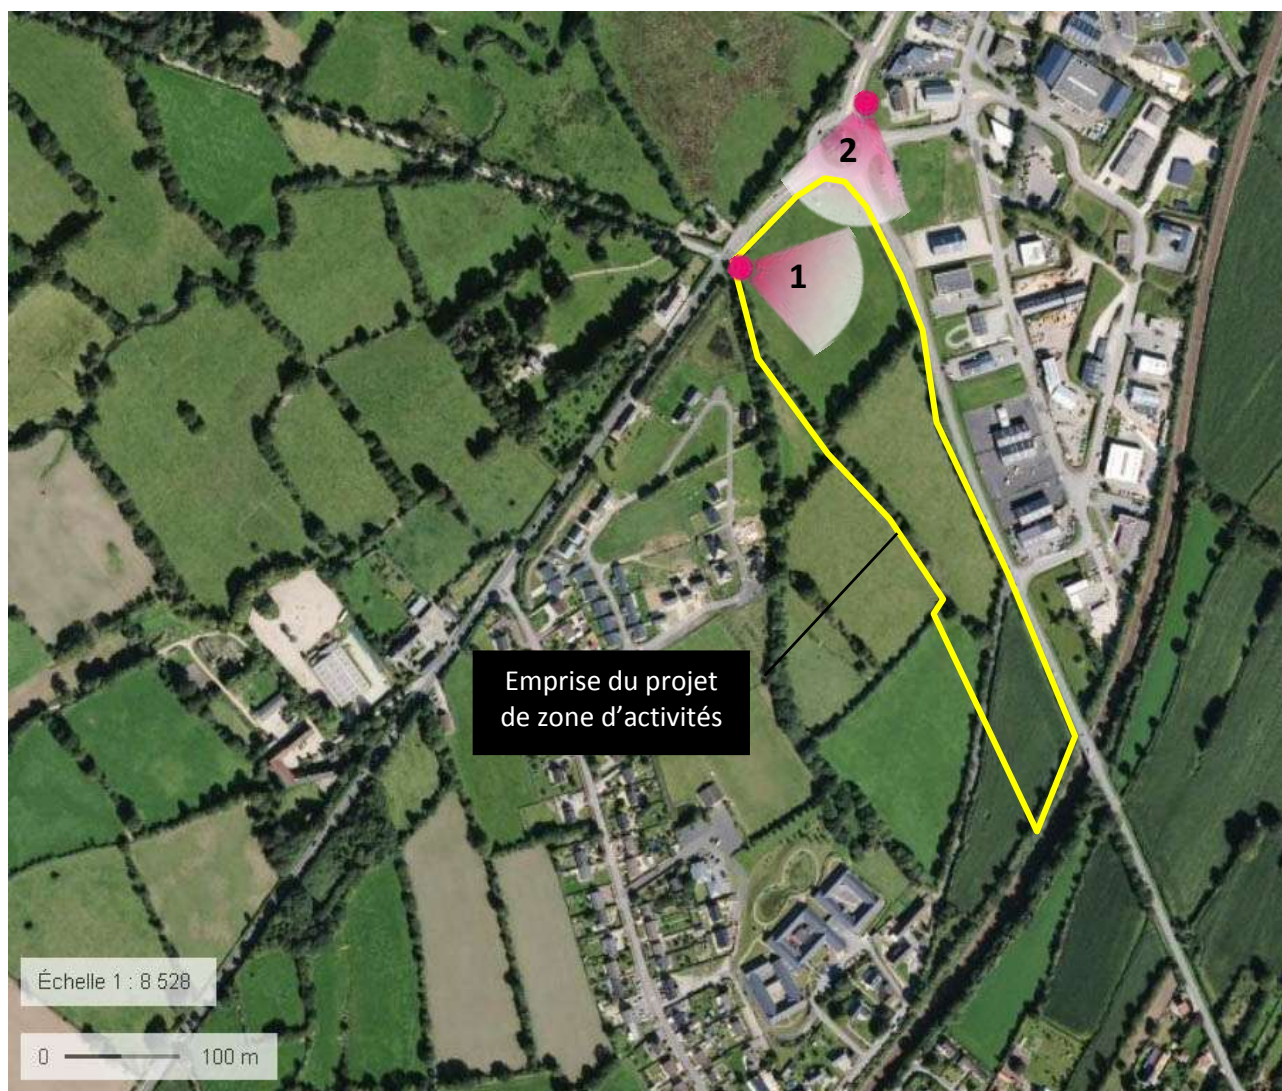 2
1
Emprise du projet
de zone d’activités
Échelle 1 : 8 528
0 100 m